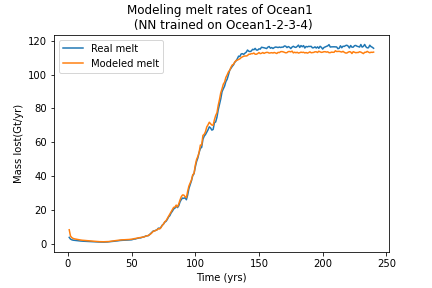 Modeling melt rates of Ocean1
(NN trained on Ocean1-2-3-4)
Real melt
Modeled melt
Mass lost(Gt/yr)
120
100
80
60
40
20
0
0 50 100 150 200 250
Time (yrs)